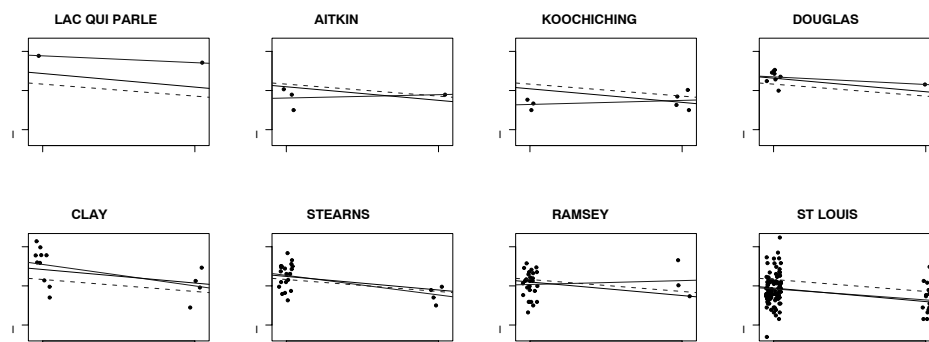 LAC QUI PARLE
AITKIN
KOOCHICHING
DOUGLAS
CLAY
STEARNS
RAMSEY
ST LOUIS